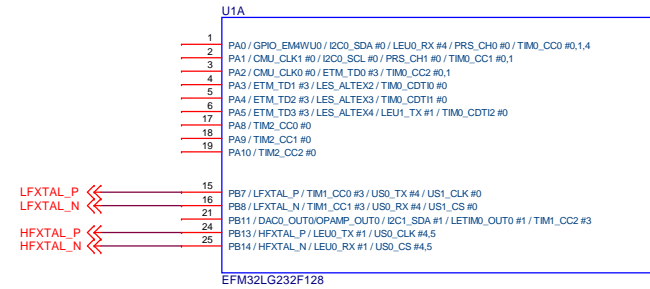 U1A
1 PA0 / GPIO_EM4WU0 / I2C0_SDA #0 / LEU0_RX #4 / PRS_CH0 #0 / TIM0_CC0 #0,1,4
2 PA1 / CMU_CLK1 #0 / I2C0_SCL #0 / PRS_CH1 #0 / TIM0_CC1 #0,1
3 PA2 / CMU_CLK0 #0 / ETM_TD0 #3 / TIM0_CC2 #0,1
4 PA3 / ETM_TD1 #3 / LES_ALTEX2 / TIM0_CDTI0 #0
5 PA4 / ETM_TD2 #3 / LES_ALTEX3 / TIM0_CDTI1 #0
6 PA5 / ETM_TD3 #3 / LES_ALTEX4 / LEU1_TX #1 / TIM0_CDTI2 #0
17 PA8 / TIM2_CC0 #0
18 PA9 / TIM2_CC1 #0
19 PA10 / TIM2_CC2 #0
LFXTAL_P 15 PB7 / LFXTAL_P / TIM1_CC0 #3 / US0_TX #4 / US1_CLK #0
LFXTAL_N 16 PB8 / LFXTAL_N / TIM1_CC1 #3 / US0_RX #4 / US1_CS #0
21 PB11 / DAC0_OUT0/OPAMP_OUT0 / I2C1_SDA #1 / LETIM0_OUT0 #1 / TIM1_CC2 #3
HFXTAL_P 24 PB13 / HFXTAL_P / LEU0_TX #1 / US0_CLK #4,5
HFXTAL_N 25 PB14 / HFXTAL_N / LEU0_RX #1 / US0_CS #4,5
EFM32LG232F128